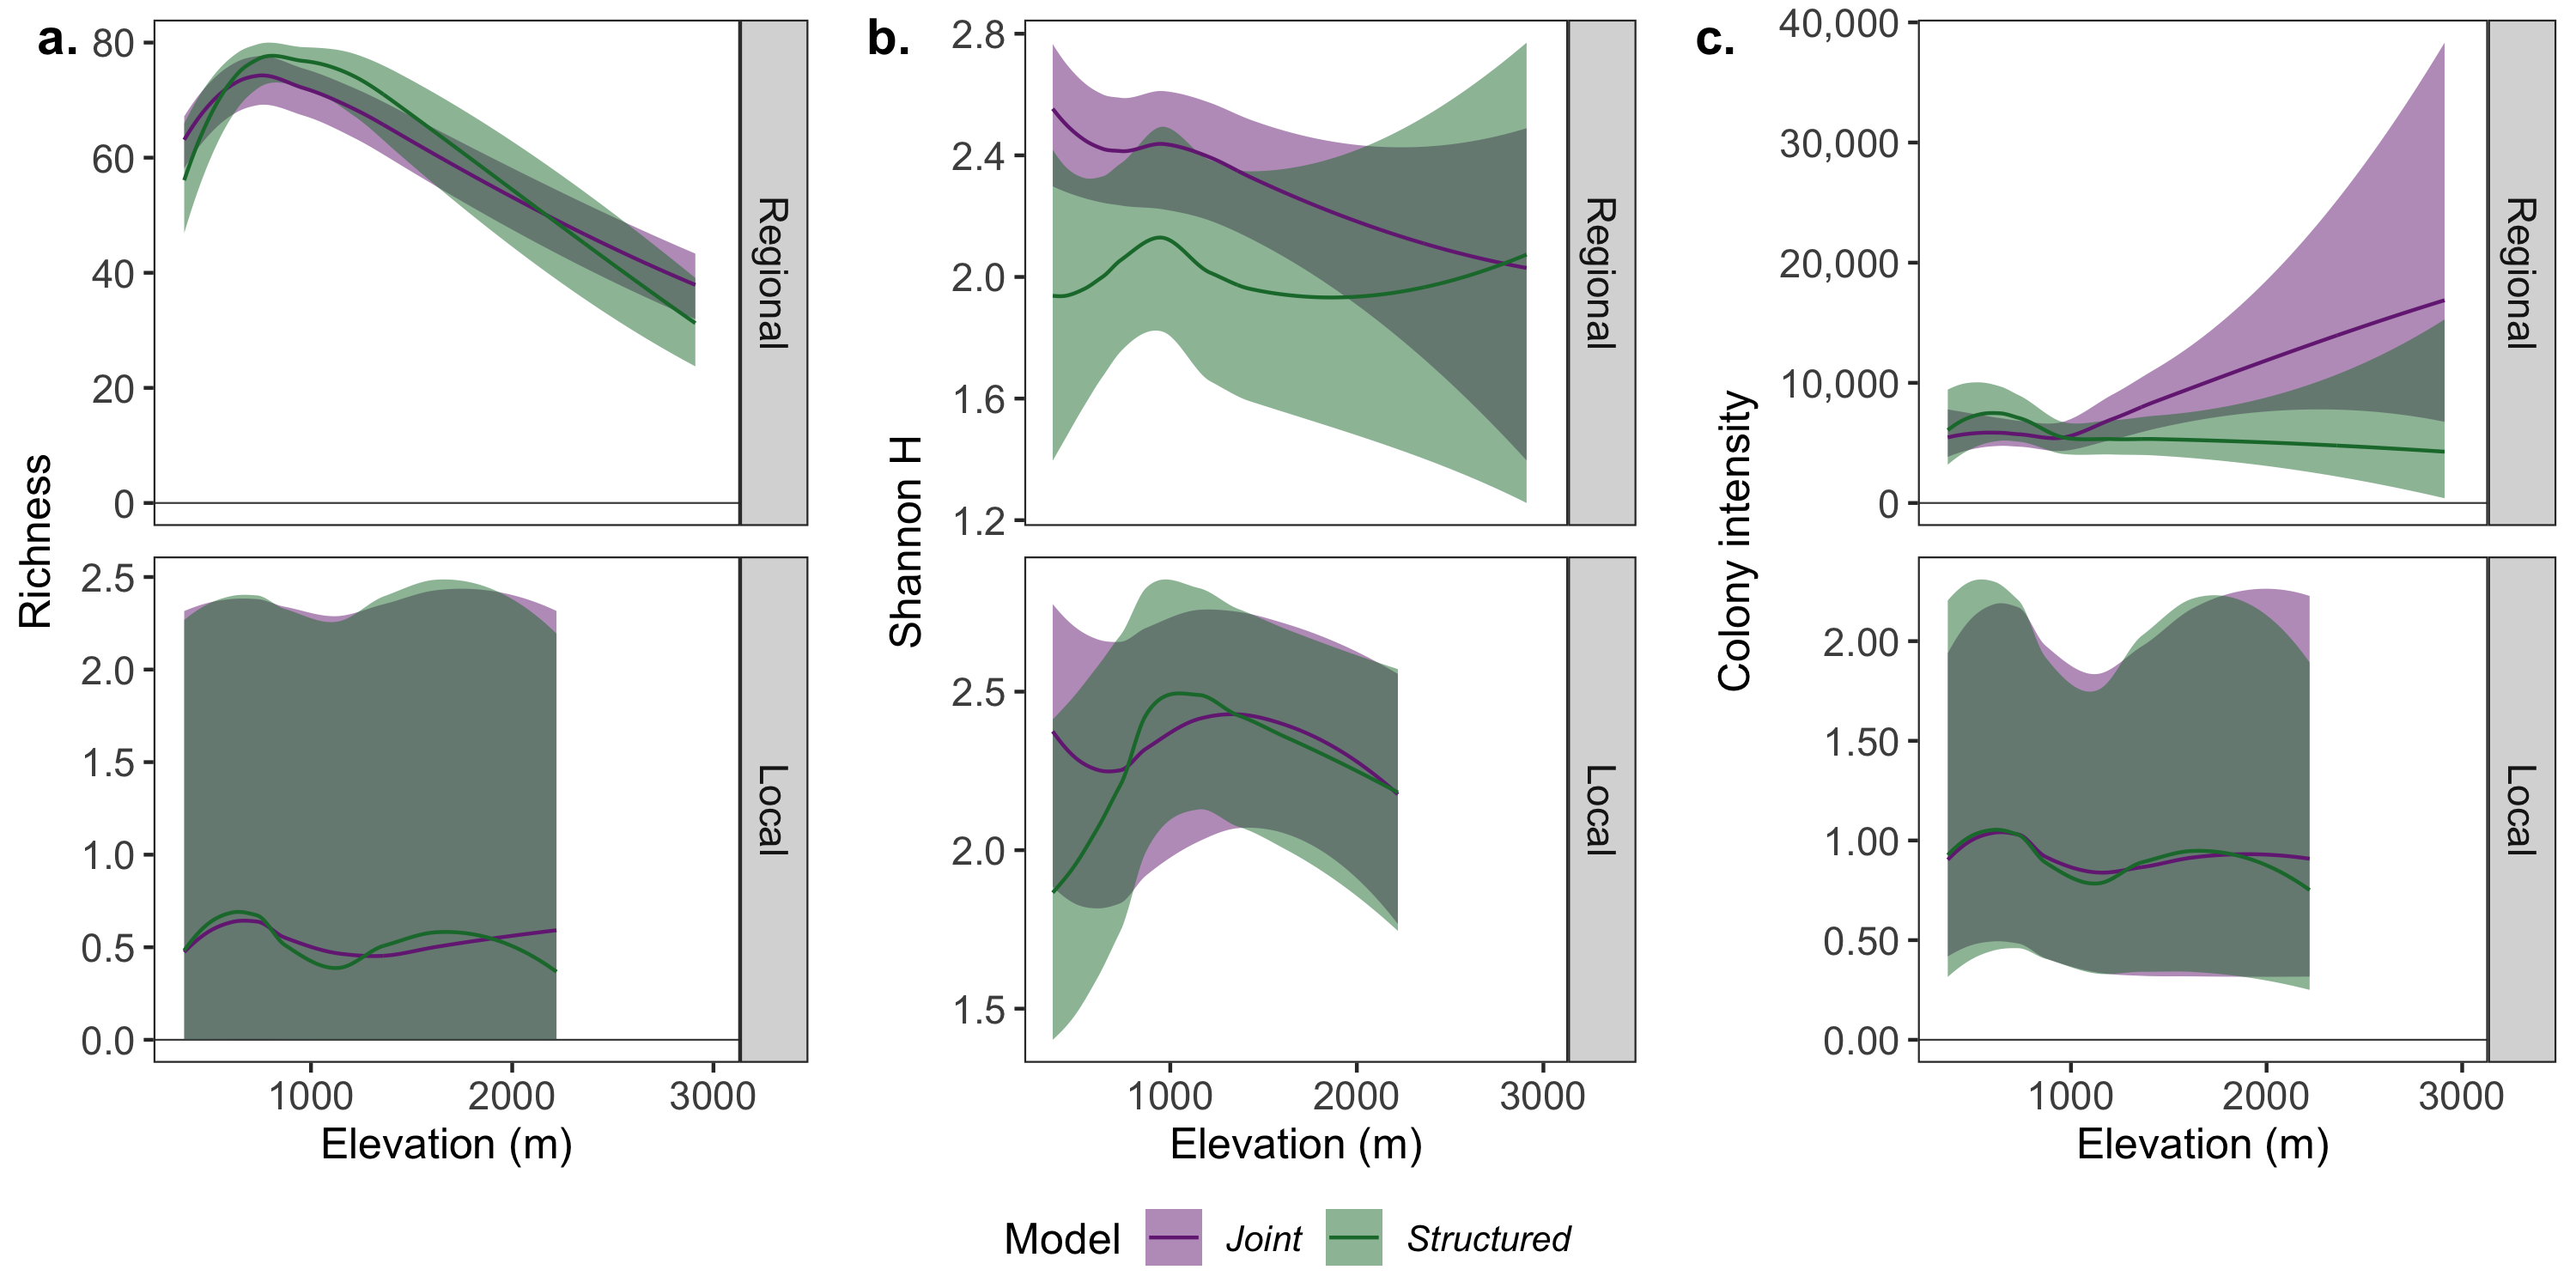 a.
Richness
80
60
40
20
0
Regional
2.5
2.0
1.5
1.0
0.5
0.0
Local
1000 2000 3000
Elevation (m)
b.
Shannon H
2.8
2.4
2.0
1.6
1.2
Regional
2.5
2.0
1.5
Local
1000 2000 3000
Elevation (m)
c.
Colony intensity
40,000
30,000
20,000
10,000
0
Regional
2.00
1.50
1.00
0.50
0.00
Local
1000 2000 3000
Elevation (m)
Model Joint Structured